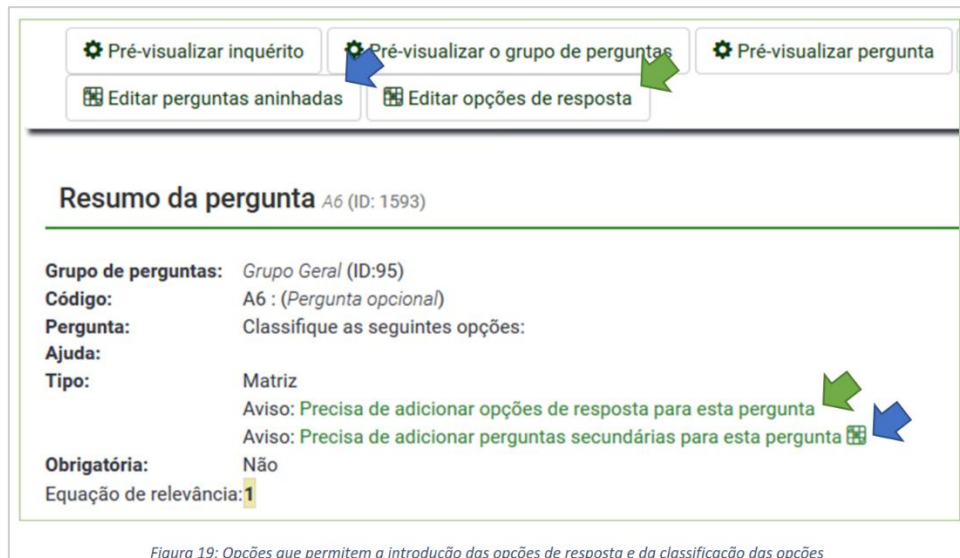 Pré-visualizar inquérito Pré-visualizar o grupo de perguntas Pré-visualizar pergunta
Editar perguntas aninhadas Editar opções de resposta
Resumo da pergunta A6 (ID: 1593)
Grupo de perguntas: Grupo Geral (ID:95)
Código: A6 : (Pergunta opcional)
Pergunta: Classifique as seguintes opções:
Ajuda:
Tipo: Matriz
Aviso: Precisa de adicionar opções de resposta para esta pergunta
Aviso: Precisa de adicionar perguntas secundárias para esta pergunta
Obrigatória: Não
Equação de relevância:1
Figura 19: Opções que permitem a introdução das opções de resposta e da classificação das opções